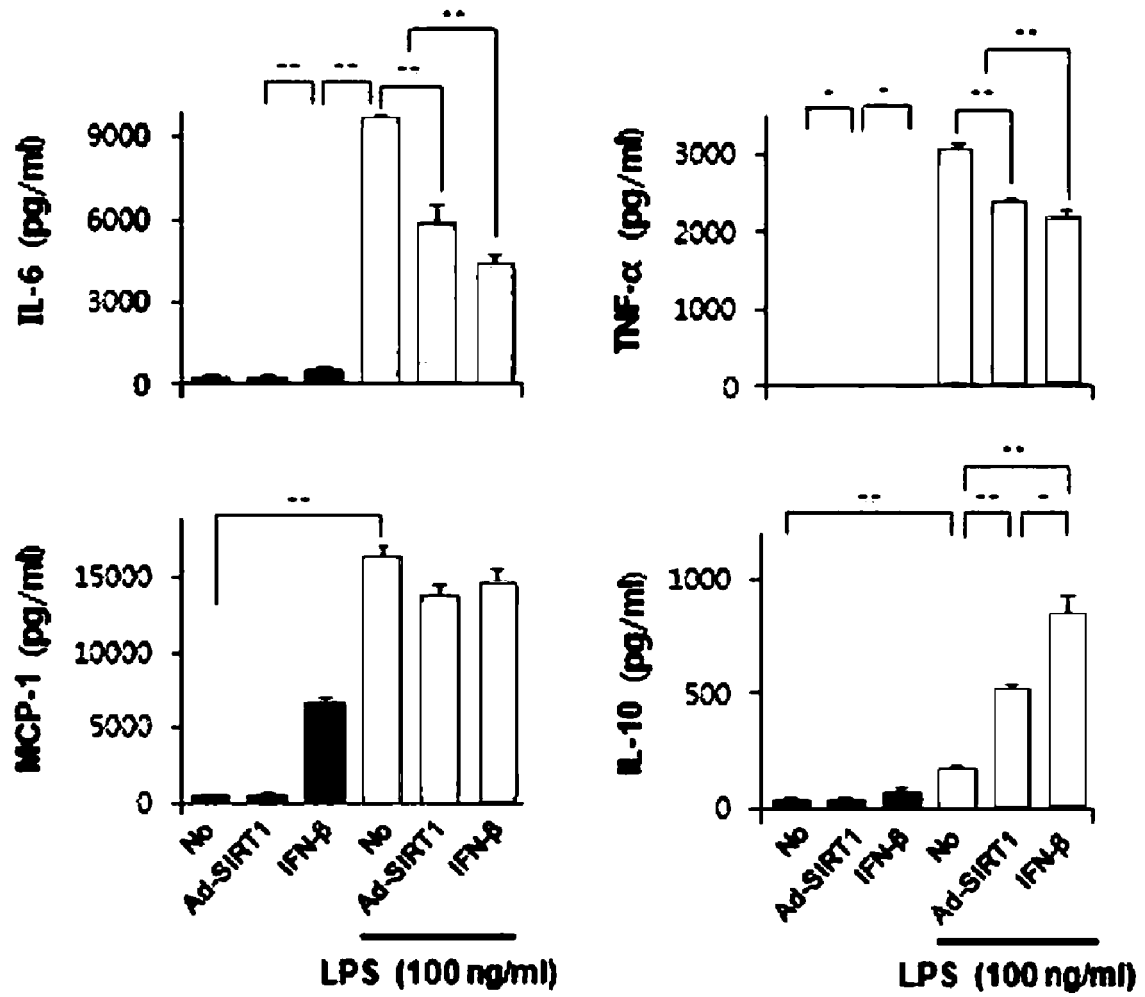 ** **
** ** ** * * **
9000
6000
3000
0
IL-6 (pg/ml)
3000
2000
1000
0
TNF-α (pg/ml)
**
** ** ** *
15000
10000
5000
0
MCP-1 (pg/ml)
1000
500
0
IL-10 (pg/ml)
No Ad-SIRT1 IFN-β No Ad-SIRT1 IFN-β
No Ad-SIRT1 IFN-β No Ad-SIRT1 IFN-β
LPS (100 ng/ml)
LPS (100 ng/ml)